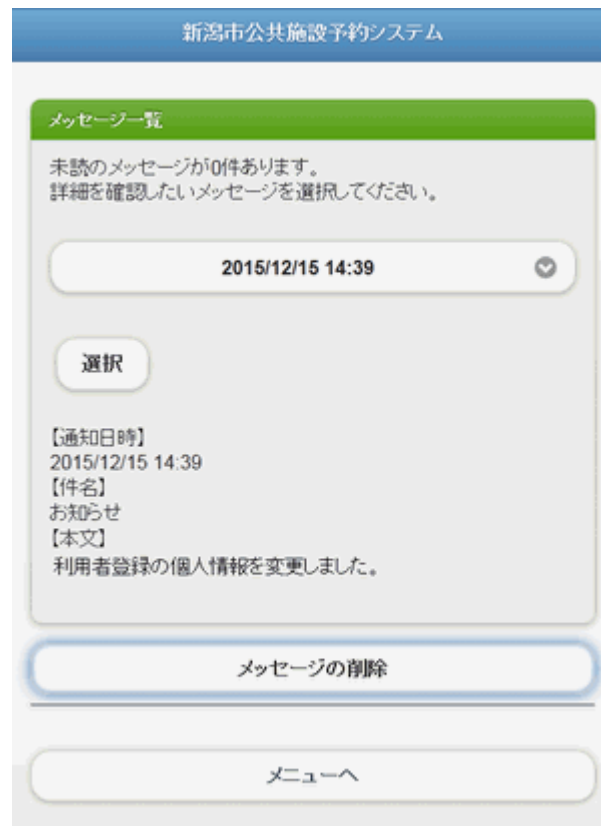 新潟市公共施設予約システム
メッセージ一覧
未読のメッセージが0件あります。
詳細を確認したいメッセージを選択してください。
2015/12/15 14:39
選択
【通知日時】
2015/12/15 14:39
【件名】
お知らせ
【本文】
利用者登録の個人情報を変更しました。
メッセージの削除
メニューへ